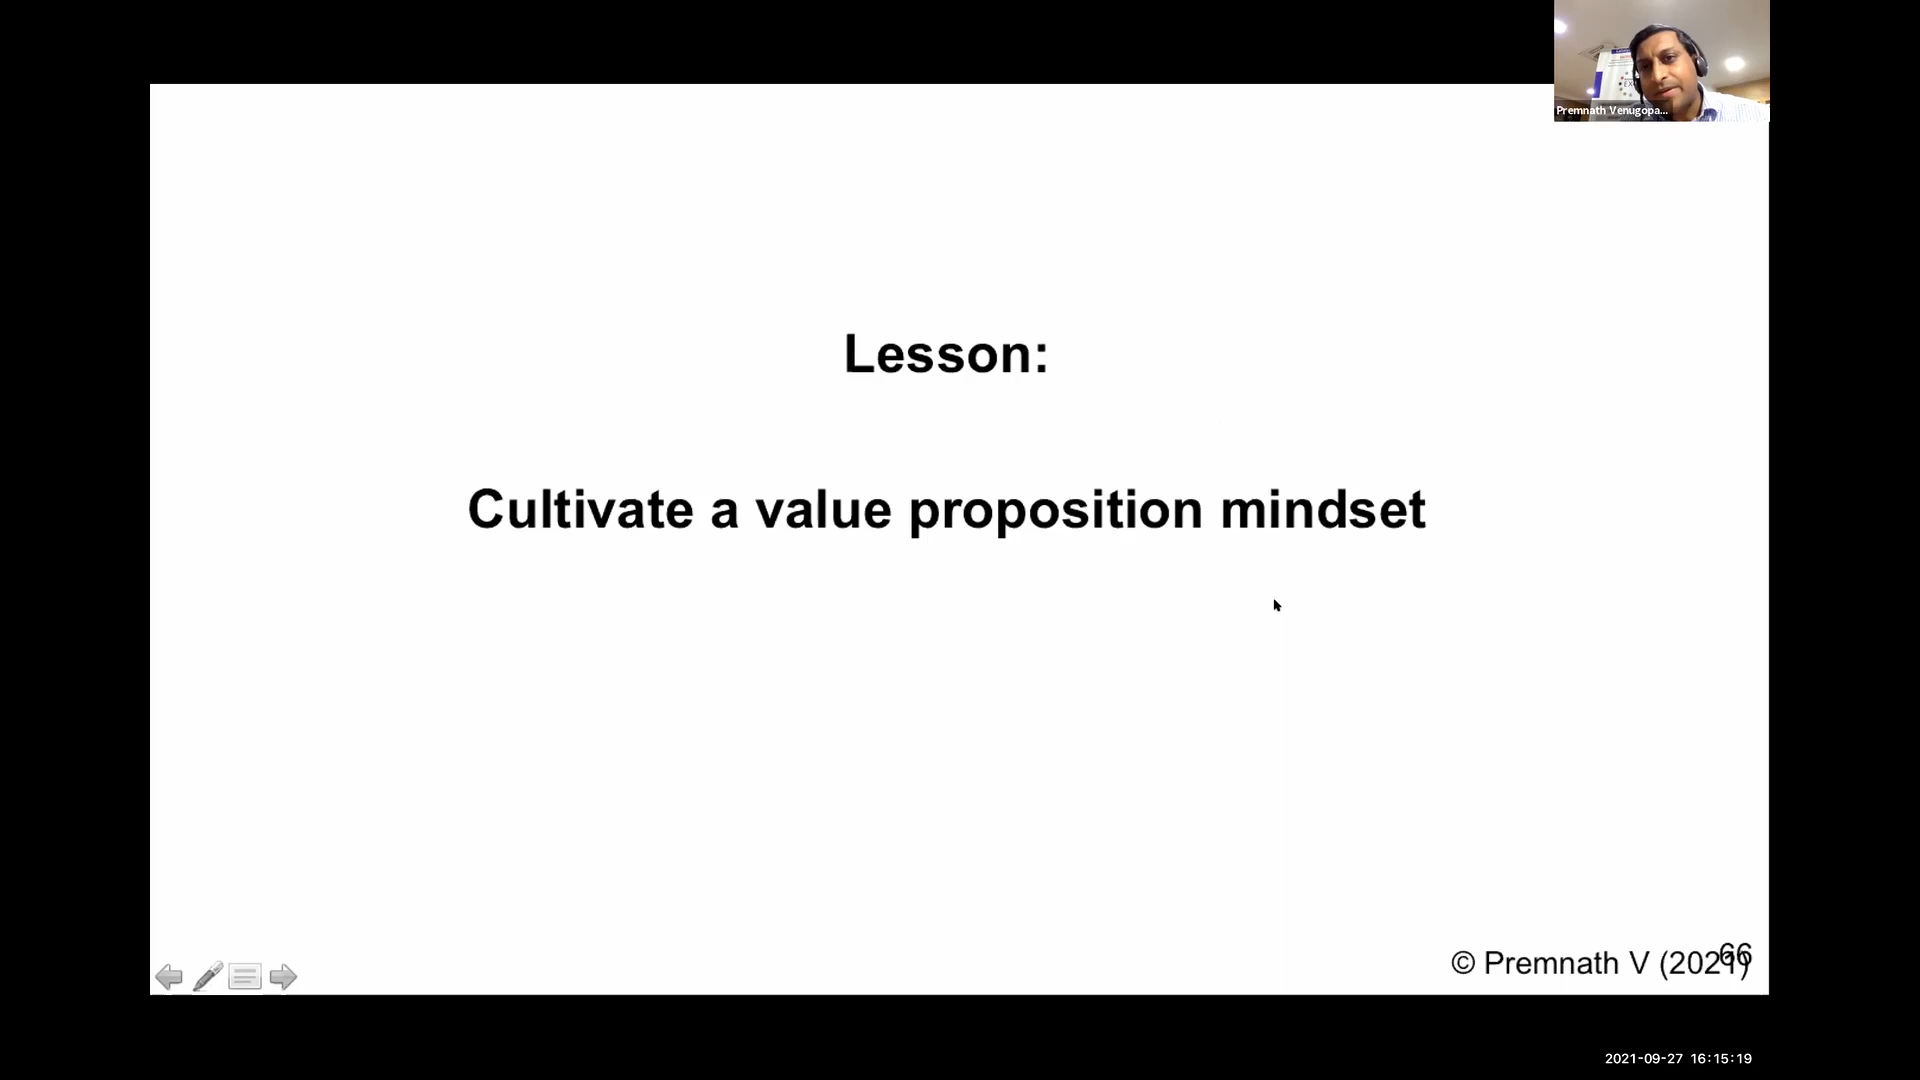 Premnath Venugopa...
Lesson:
Cultivate a value proposition mindset
© Premnath V (2021)
66
2021-09-27 16:15:19